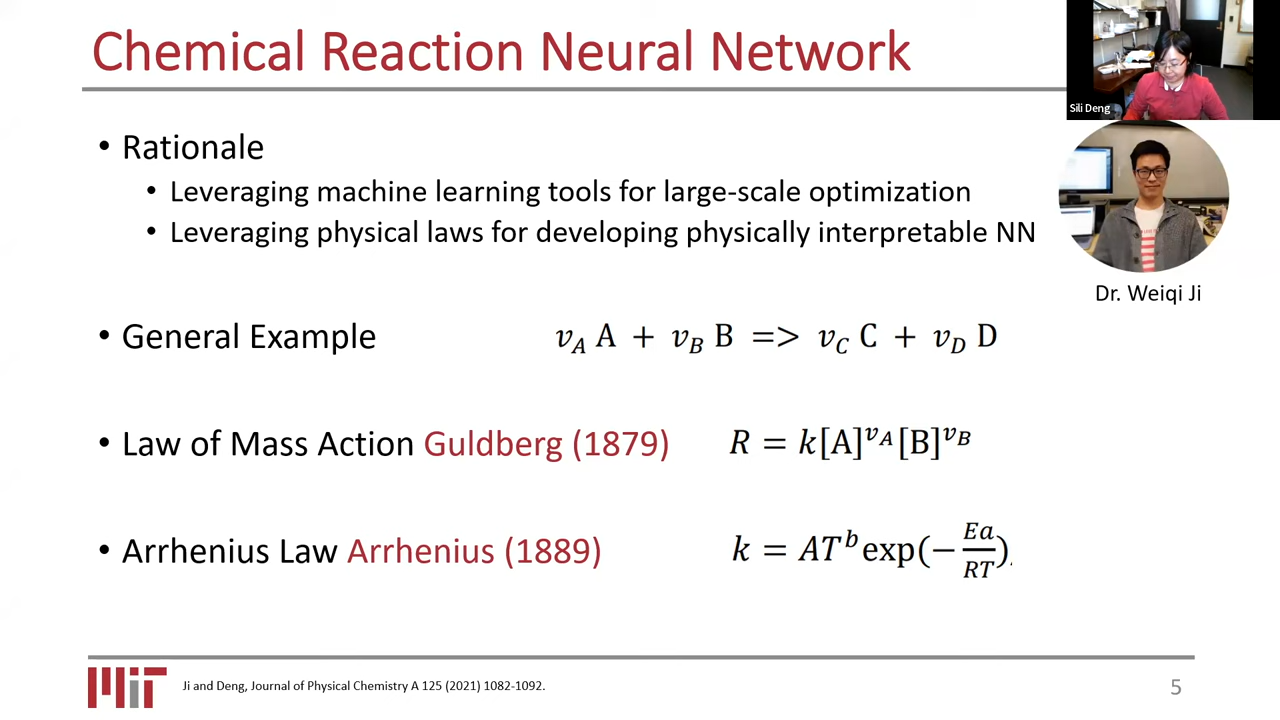 Chemical Reaction Neural Network
Sili Deng
• Rationale
• Leveraging machine learning tools for large-scale optimization
• Leveraging physical laws for developing physically interpretable NN
Dr. Weiqi Ji
• General Example $v_A$ A + $v_B$ B => $v_C$ C + $v_D$ D
• Law of Mass Action Guldberg (1879) $R = k[\mathrm{A}]^{v_A}[\mathrm{B}]^{v_B}$
• Arrhenius Law Arrhenius (1889) $k = AT^b \exp(-\frac{Ea}{RT})$,
MIT
Ji and Deng, Journal of Physical Chemistry A 125 (2021) 1082-1092.
5